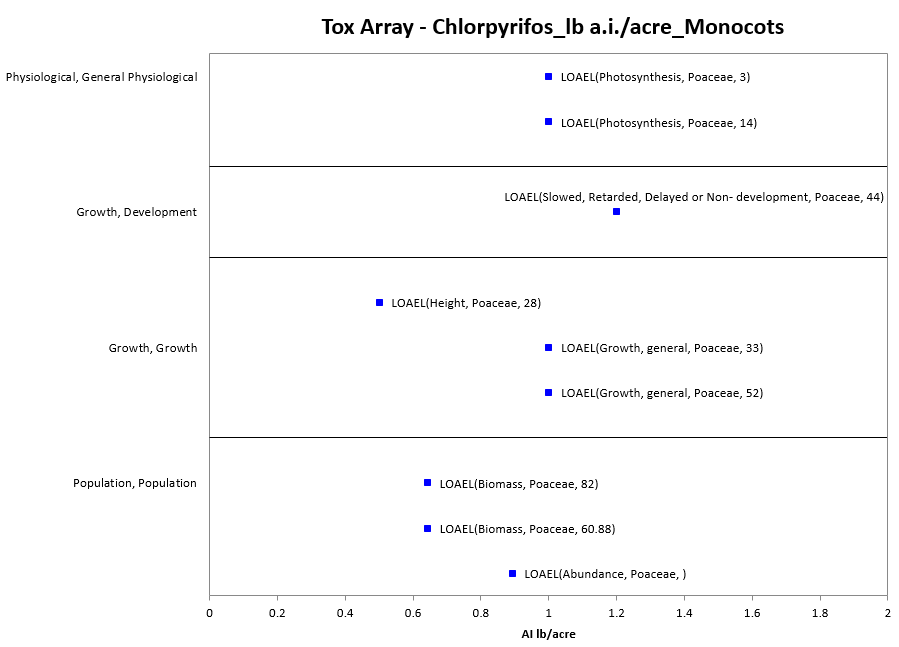 Tox Array - Chlorpyrifos_lb a.i./acre_Monocots
Physiological, General Physiological
LOAEL(Photosynthesis, Poaceae, 3)
LOAEL(Photosynthesis, Poaceae, 14)
LOAEL(Slowed, Retarded, Delayed or Non- development, Poaceae, 44)
Growth, Development
LOAEL(Height, Poaceae, 28)
Growth, Growth
LOAEL(Growth, general, Poaceae, 33)
LOAEL(Growth, general, Poaceae, 52)
Population, Population
LOAEL(Biomass, Poaceae, 82)
LOAEL(Biomass, Poaceae, 60.88)
LOAEL(Abundance, Poaceae, )
0 0.2 0.4 0.6 0.8 1 1.2 1.4 1.6 1.8 2
AI lb/acre